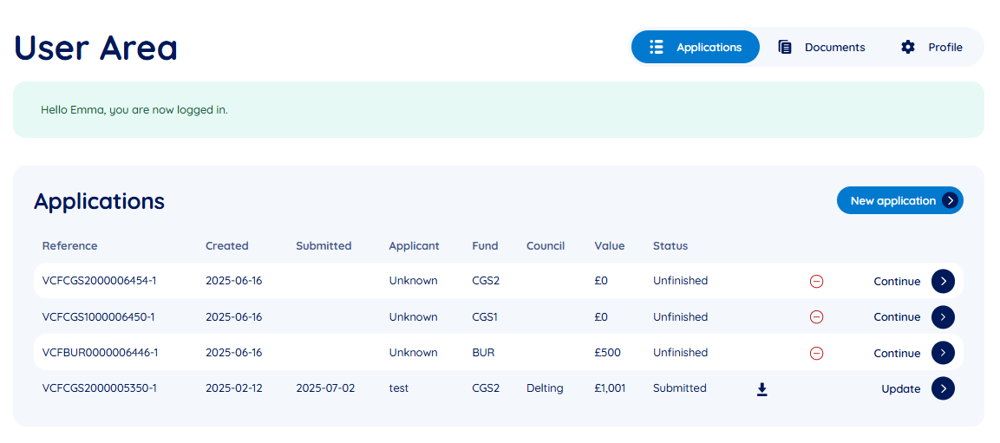 User Area
Applications Documents Profile
Hello Emma, you are now logged in.
Applications
New application
Reference Created Submitted Applicant Fund Council Value Status
VCFCGS2000006454-1 2025-06-16 Unknown CGS2 £0 Unfinished Continue
VCFCGS1000006450-1 2025-06-16 Unknown CGS1 £0 Unfinished Continue
VCFBUR0000006446-1 2025-06-16 Unknown BUR £500 Unfinished Continue
VCFCGS2000005350-1 2025-02-12 2025-07-02 test CGS2 Delting £1,001 Submitted Update